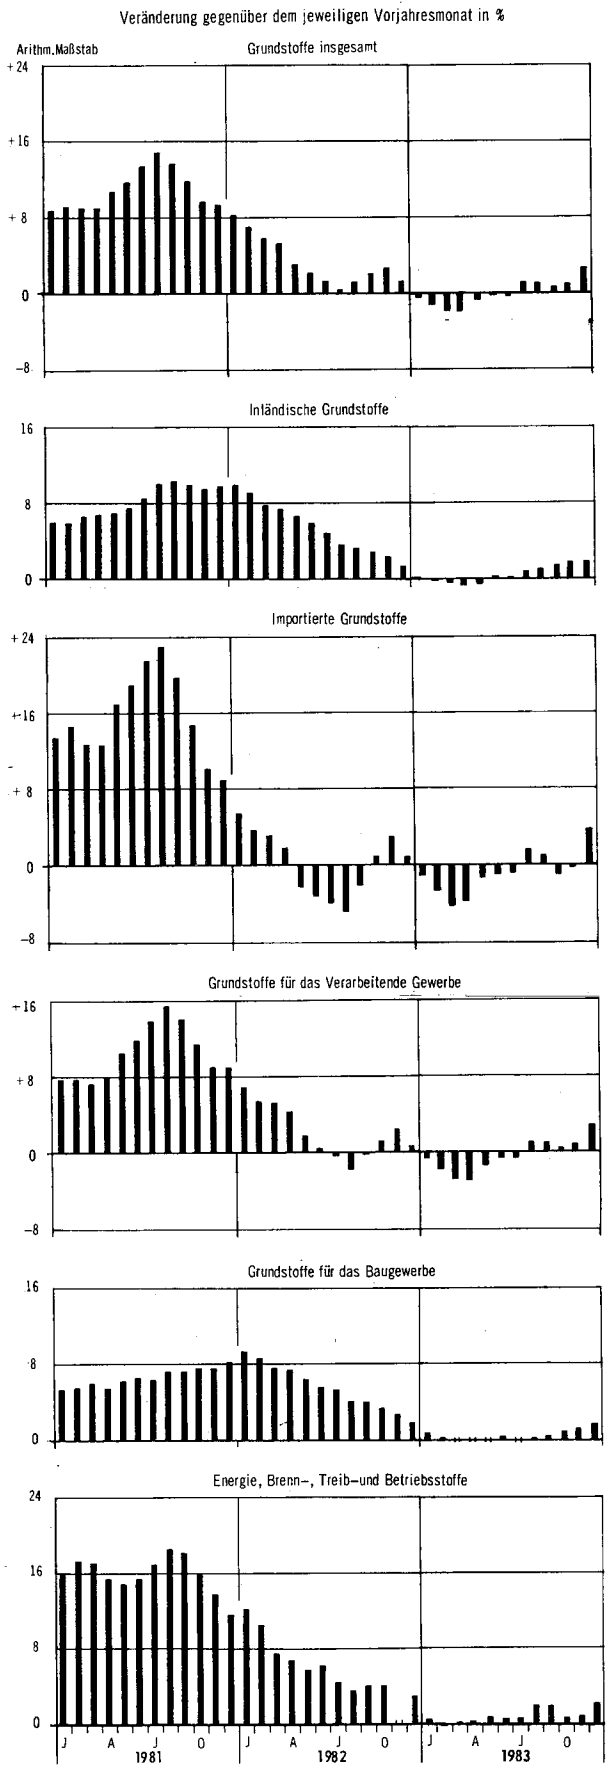 Veränderung gegenüber dem jeweiligen Vorjahresmonat in %
Arithm.Maßstab
Grundstoffe insgesamt
+24
+16
+8
0
−8
Inländische Grundstoffe
16
8
0
Importierte Grundstoffe
+24
+16
+8
0
−8
Grundstoffe für das Verarbeitende Gewerbe
+16
+8
0
−8
Grundstoffe für das Baugewerbe
16
8
0
Energie, Brenn−, Treib−und Betriebsstoffe
24
16
8
0
J A J O J A J O J A J O
1981 1982 1983